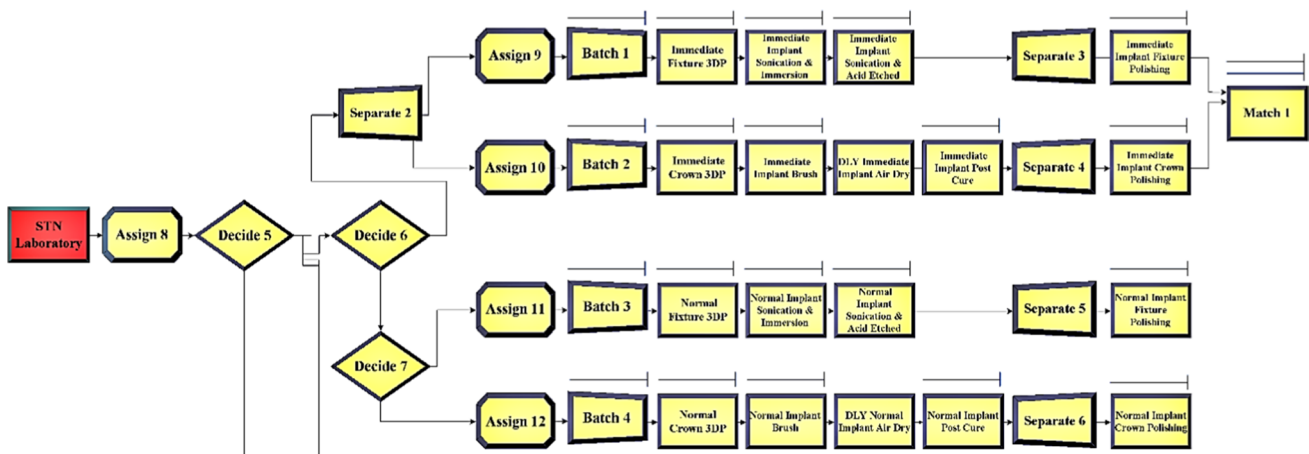 Assign 9
Batch 1
Immediate
Fixture 3DP
Immediate
Implant
Sonication &
Immersion
Immediate
Implant
Sonication &
Acid Etched
Separate 3
Immediate
Implant Fixture
Polishing
Separate 2
Match 1
Assign 10
Batch 2
Immediate
Crown 3DP
Immediate
Implant Brush
DLY Immediate
Implant Air Dry
Immediate
Implant Post
Cure
Separate 4
Immediate
Implant Crown
Polishing
STN
Laboratory
Assign 8
Decide 5
Decide 6
Assign 11
Batch 3
Normal
Fixture 3DP
Normal Implant
Sonication &
Immersion
Normal
Implant
Sonication &
Acid Etched
Separate 5
Normal Implant
Fixture
Polishing
Decide 7
Assign 12
Batch 4
Normal
Crown 3DP
Normal Implant
Brush
DLY Normal
Implant Air Dry
Normal Implant
Post Cure
Separate 6
Normal Implant
Crown Polishing